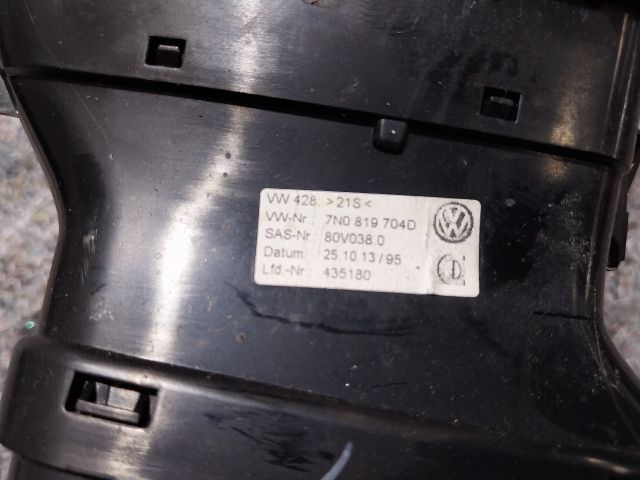 VW 428 >21S<
VW-Nr.: 7N0 819 704D
SAS-Nr.: 80V038.0
Datum: 25.10.13/95
Lfd.-Nr.: 435180